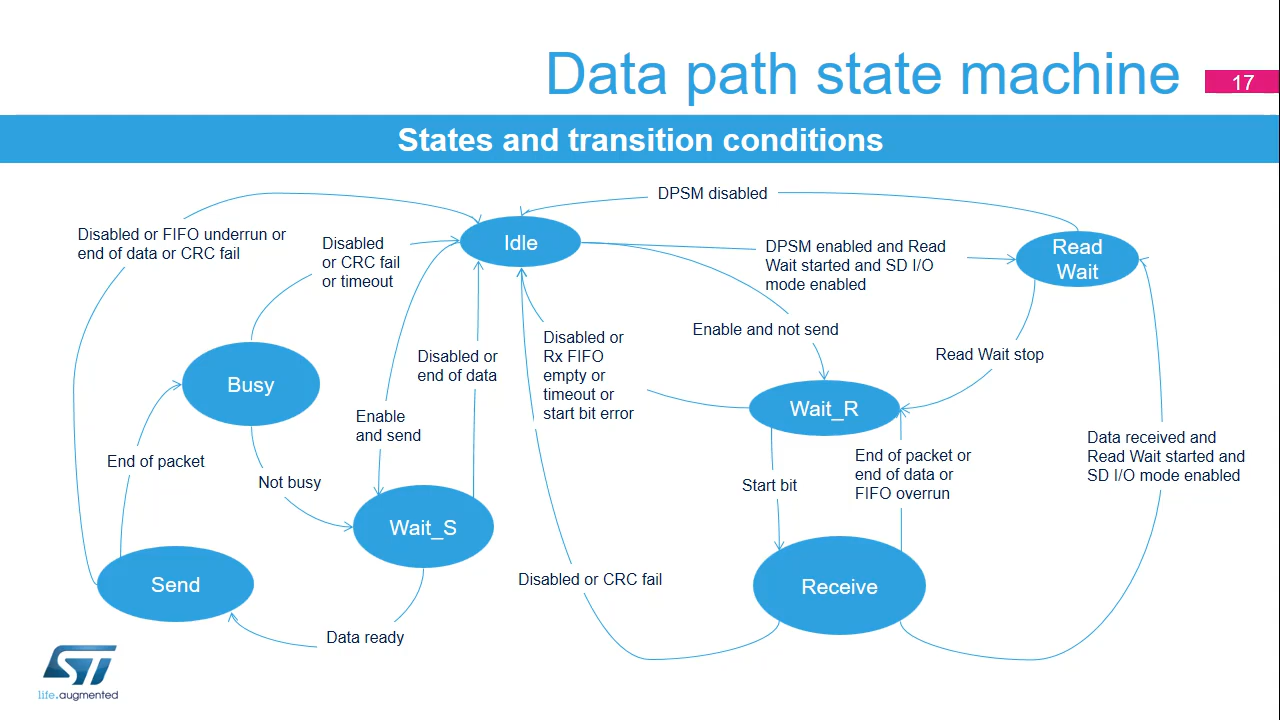 Data path state machine
17
States and transition conditions
DPSM disabled
Disabled or FIFO underrun or
end of data or CRC fail
Disabled
or CRC fail
or timeout
Idle
DPSM enabled and Read
Wait started and SD I/O
mode enabled
Read
Wait
Enable and not send
Disabled or
Rx FIFO
empty or
timeout or
start bit error
Disabled or
end of data
Read Wait stop
Busy
Wait_R
Enable
and send
End of packet
Not busy
Start bit
End of packet or
end of data or
FIFO overrun
Data received and
Read Wait started and
SD I/O mode enabled
Wait_S
Send
Disabled or CRC fail
Receive
Data ready
ST
life.augmented